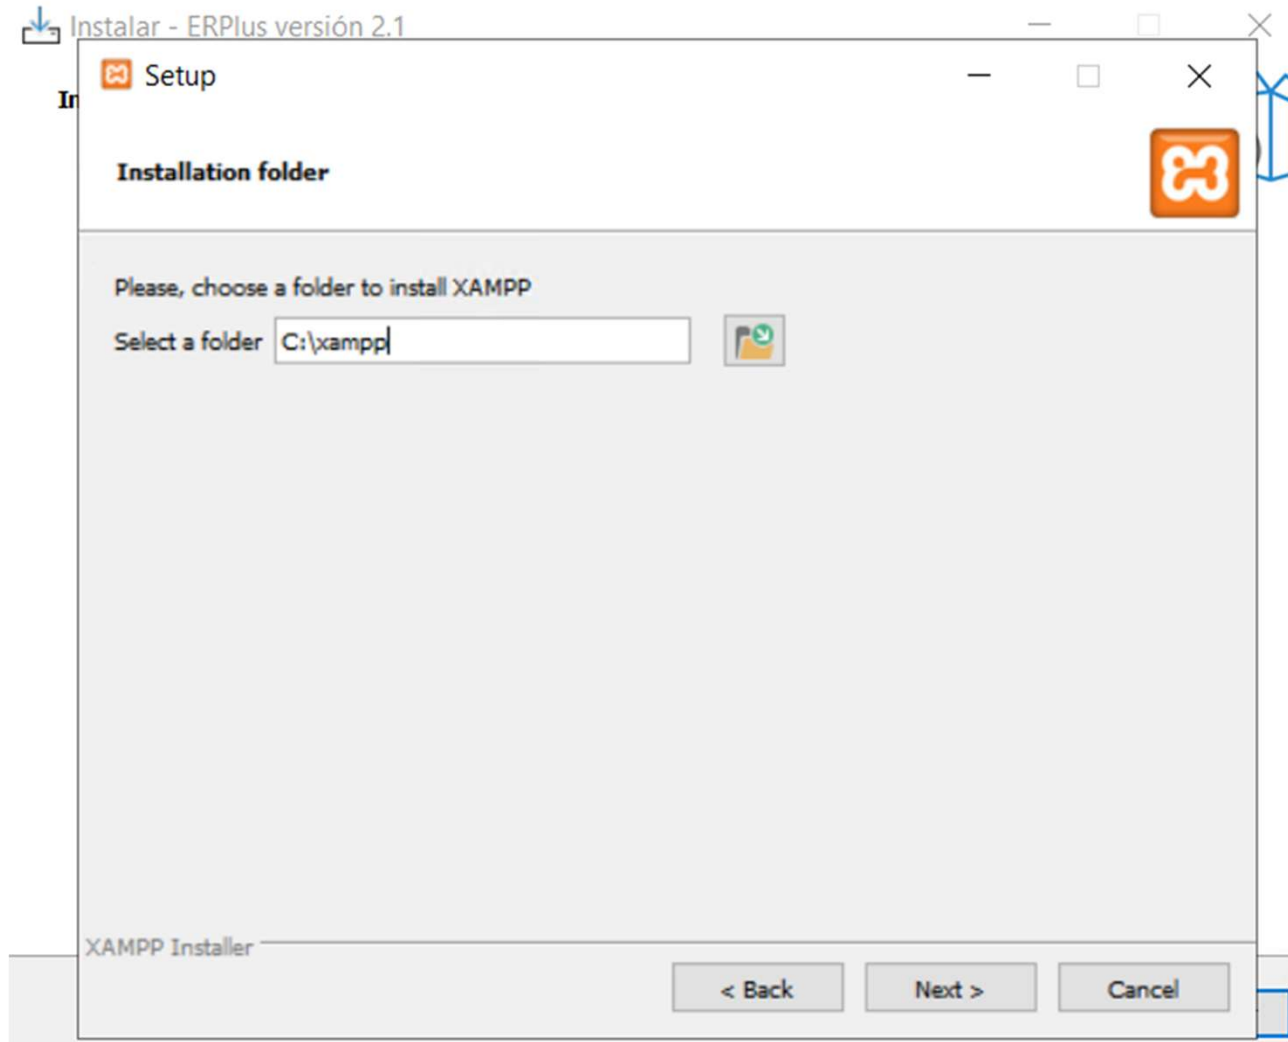 Instalar - ERPlus versión 2.1
Setup
Installation folder
Please, choose a folder to install XAMPP
Select a folder C:\xampp
XAMPP Installer
< Back Next > Cancel